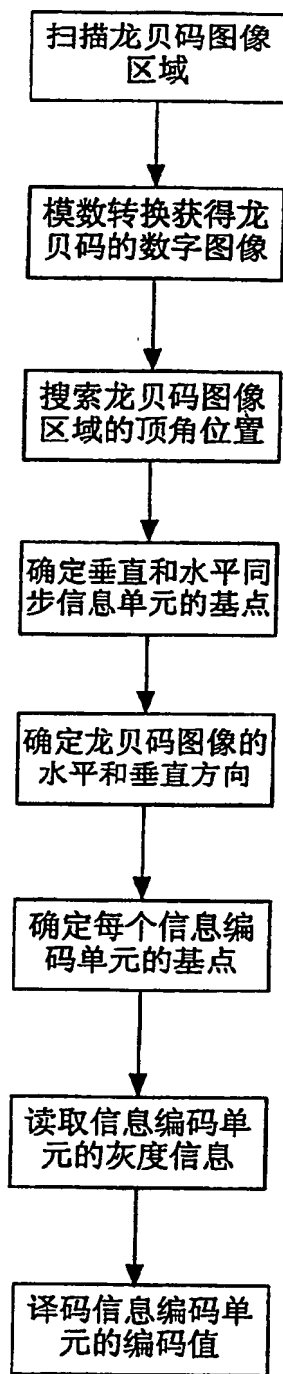 扫描龙贝码图像
区域
模数转换获得龙
贝码的数字图像
搜索龙贝码图像
区域的顶角位置
确定垂直和水平同
步信息单元的基点
确定龙贝码图像的
水平和垂直方向
确定每个信息编
码单元的基点
读取信息编码单
元的灰度信息
译码信息编码单
元的编码值